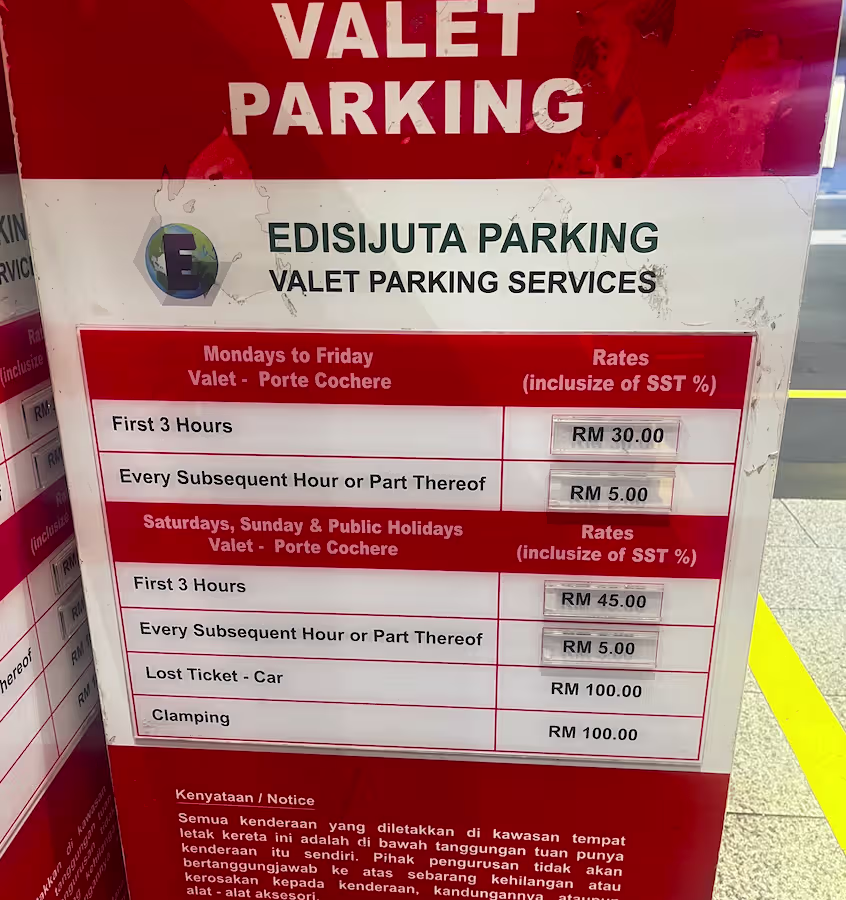 VALET
PARKING
E
EDISIJUTA PARKING
VALET PARKING SERVICES
Mondays to Friday
Valet - Porte Cochere
Rates
(inclusize of SST %)
First 3 Hours RM 30.00
Every Subsequent Hour or Part Thereof RM 5.00
Saturdays, Sunday & Public Holidays
Valet - Porte Cochere
Rates
(inclusize of SST %)
First 3 Hours RM 45.00
Every Subsequent Hour or Part Thereof RM 5.00
Lost Ticket - Car RM 100.00
Clamping RM 100.00
Kenyataan / Notice
Semua kenderaan yang diletakkan di kawasan tempat
letak kereta ini adalah di bawah tanggungan tuan punya
kenderaan itu sendiri. Pihak pengurusan tidak akan
bertanggungjawab ke atas sebarang kehilangan atau
kerosakan kepada kenderaan, kandungannya ataupun
alat - alat aksesori.